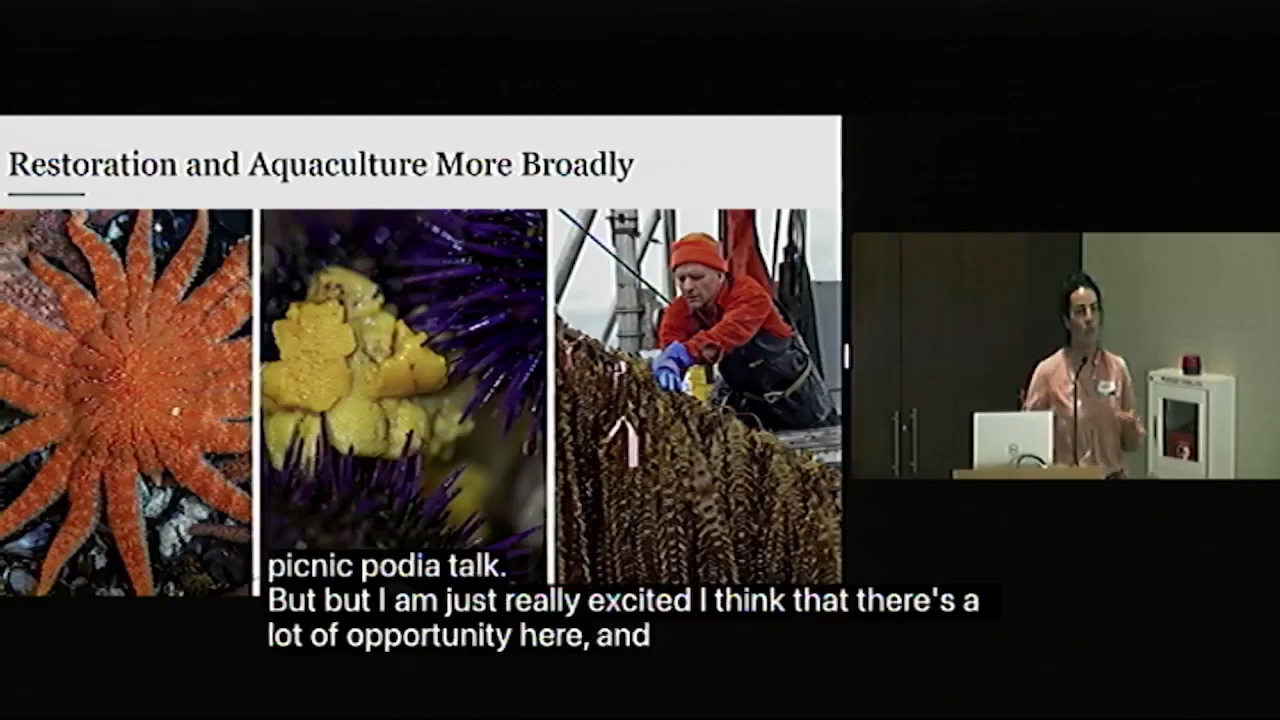 Restoration and Aquaculture More Broadly
picnic podia talk.
But but I am just really excited I think that there's a
lot of opportunity here, and